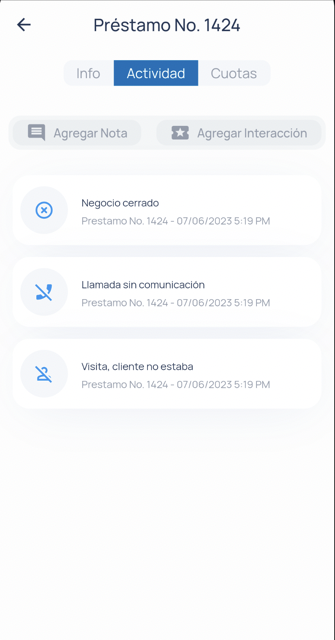 Préstamo No. 1424
Info
Actividad
Cuotas
Agregar Nota
Agregar Interacción
Negocio cerrado
Prestamo No. 1424 - 07/06/2023 5:19 PM
Llamada sin comunicación
Prestamo No. 1424 - 07/06/2023 5:19 PM
Visita, cliente no estaba
Prestamo No. 1424 - 07/06/2023 5:19 PM